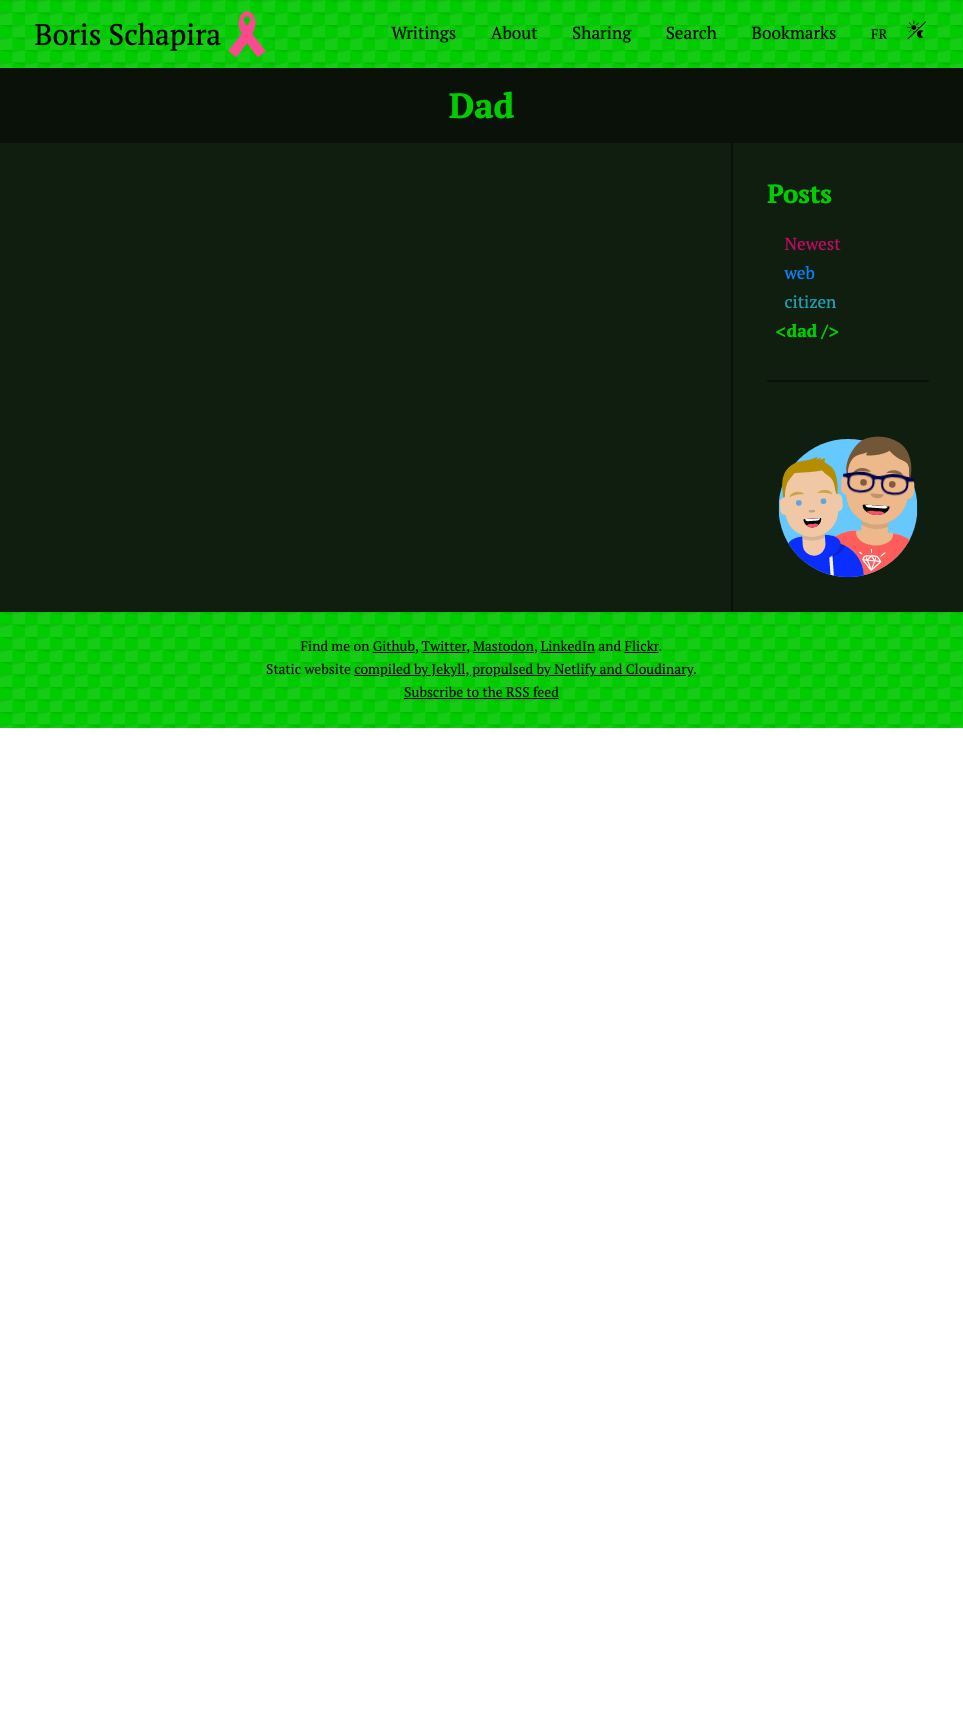 Boris Schapira
Writings About Sharing Search Bookmarks FR
Dad
Posts
Newest
web
citizen
<dad />
Find me on Github, Twitter, Mastodon, LinkedIn and Flickr.
Static website compiled by Jekyll, propulsed by Netlify and Cloudinary.
Subscribe to the RSS feed